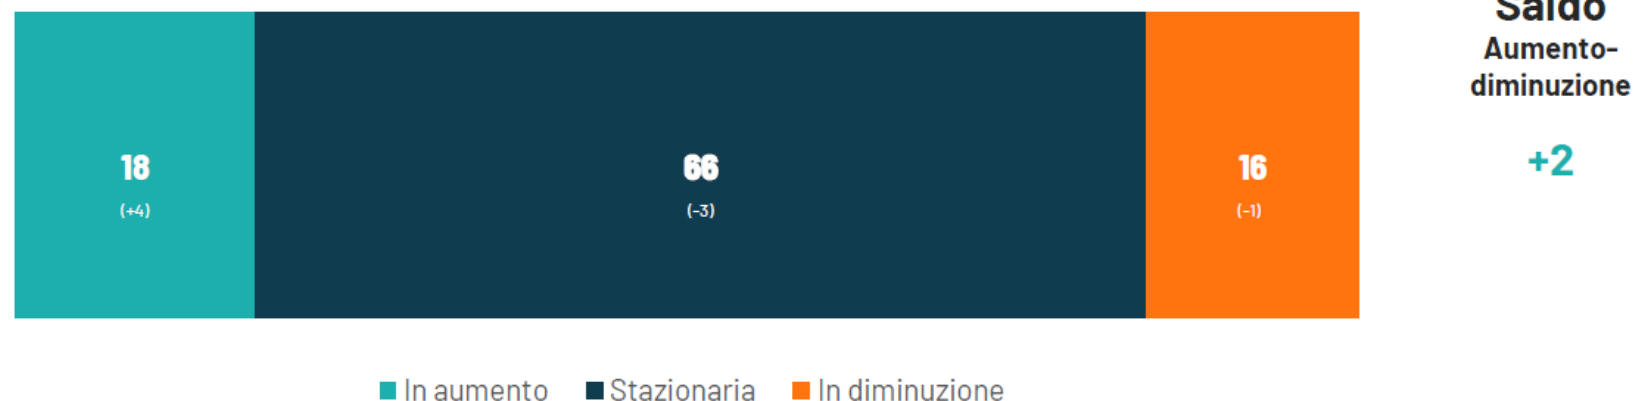 Saldo
Aumento-
diminuzione
18
66
16
+2
(+4)
(-3)
(-1)
In aumento
Stazionaria
In diminuzione